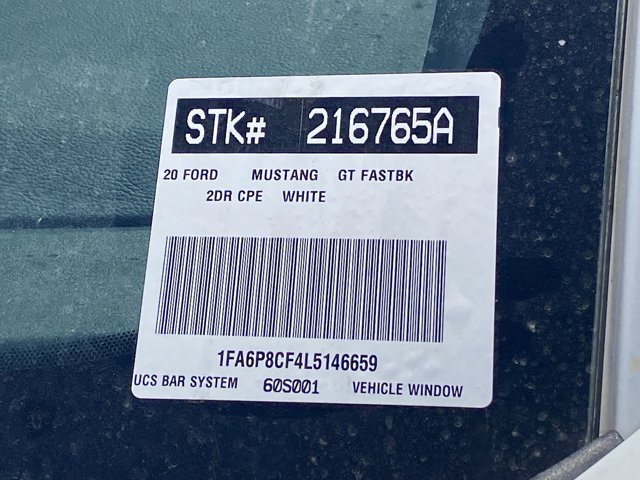 STK# 216765A
20 FORD MUSTANG GT FASTBK
2DR CPE WHITE
1FA6P8CF4L5146659
UCS BAR SYSTEM 60S001 VEHICLE WINDOW